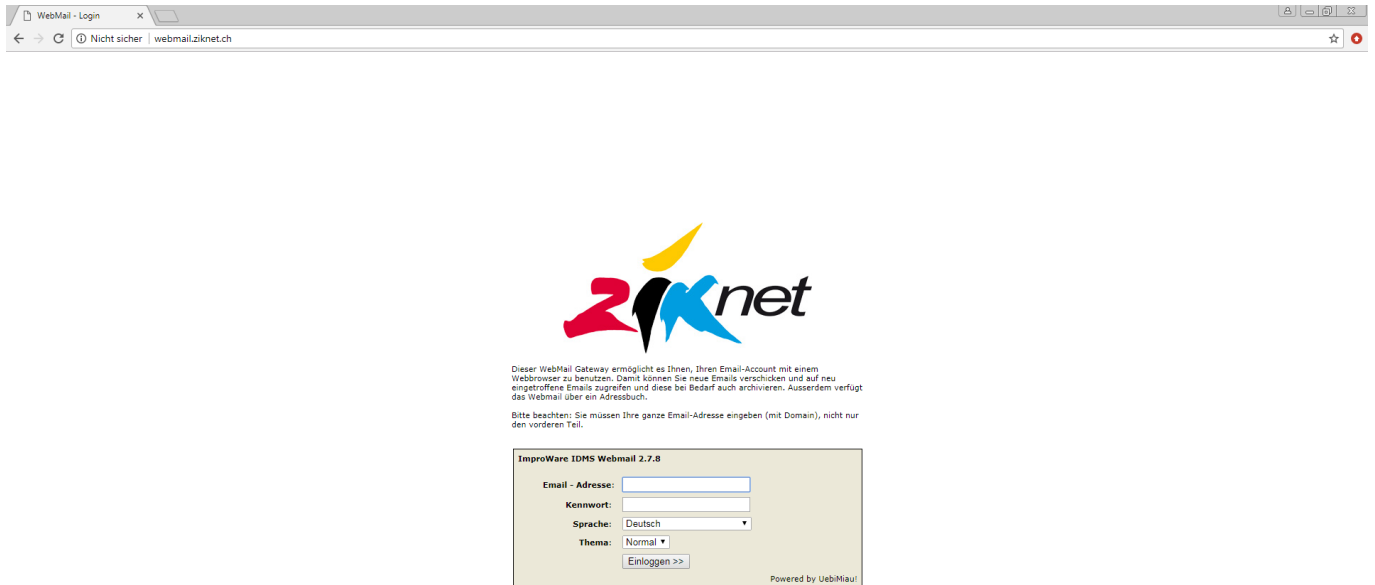 WebMail - Login
Nicht sicher | webmail.ziknet.ch
ziknet
Dieser WebMail Gateway ermöglicht es Ihnen, Ihren Email-Account mit einem
Webbrowser zu benutzen. Damit können Sie neue Emails verschicken und auf neu
eingetroffene Emails zugreifen und diese bei Bedarf auch archivieren. Ausserdem verfügt
das Webmail über ein Adressbuch.
Bitte beachten: Sie müssen Ihre ganze Email-Adresse eingeben (mit Domain), nicht nur
den vorderen Teil.
ImproWare IDMS Webmail 2.7.8
Email - Adresse:
Kennwort:
Sprache: Deutsch
Thema: Normal
Einloggen >>
Powered by UebiMiau!